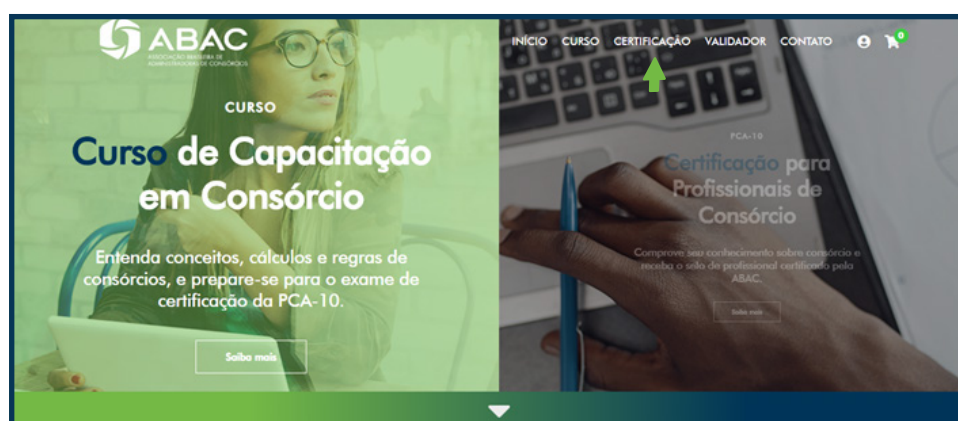 ABAC
ASSOCIAÇÃO BRASILEIRA DE
ADMINISTRADORAS DE CONSÓRCIOS
INÍCIO CURSO CERTIFICAÇÃO VALIDADOR CONTATO 0
CURSO
Curso de Capacitação
em Consórcio
Entenda conceitos, cálculos e regras de
consórcios, e prepare-se para o exame de
certificação da PCA-10.
Saiba mais
PCA-10
Certificação para
Profissionais de
Consórcio
Comprove seu conhecimento sobre consórcio e
receba o selo de profissional certificado pela
ABAC.
Saiba mais